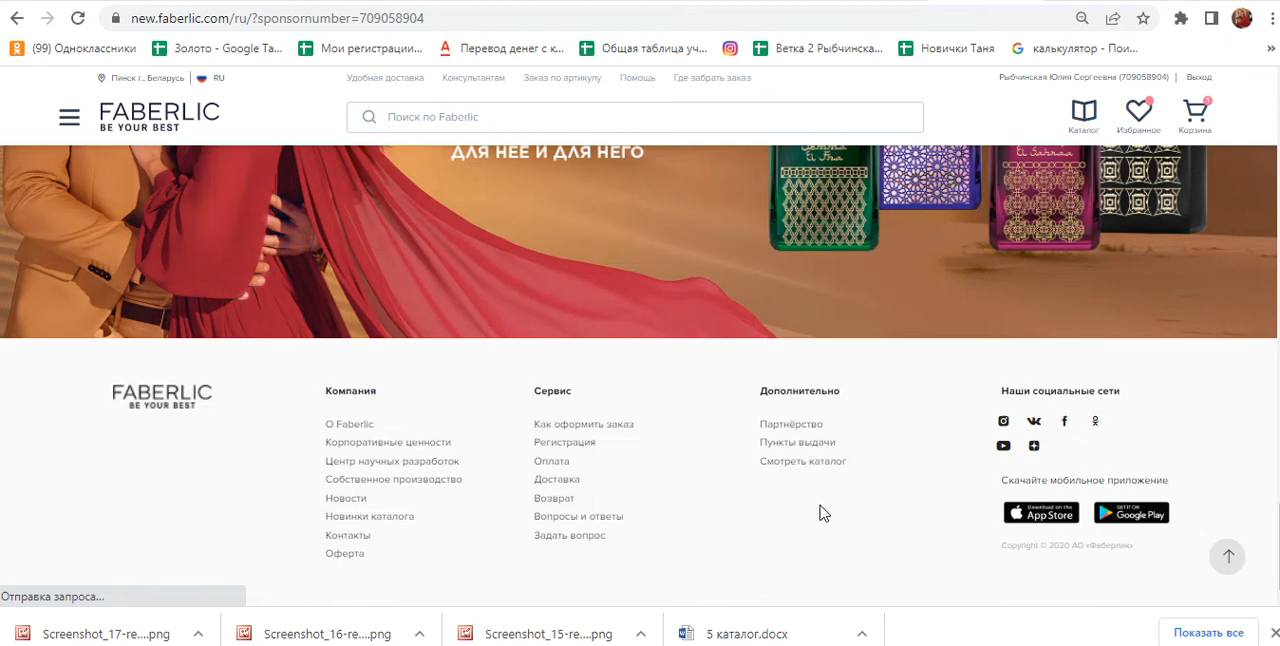 new.faberlic.com/ru/?sponsornumber=709058904
(99) Одноклассники
Золото - Google Та...
Мои регистрации...
Перевод денег с к...
Общая таблица уч...
Ветка 2 Рыбчинска...
Новички Таня
калькулятор - Пои...
»
Пинск г., Беларусь
RU
Удобная доставка
Консультантам
Заказ по артикулу
Помощь
Где забрать заказ
Рыбчинская Юлия Сергеевна (709058904)
Выход
FABERLIC
BE YOUR BEST
Поиск по Faberlic
Каталог
Избранное
1
Корзина
ДЛЯ НЕЕ И ДЛЯ НЕГО
El Sahraa
FABERLIC
BE YOUR BEST
Компания
О Faberlic
Корпоративные ценности
Центр научных разработок
Собственное производство
Новости
Новинки каталога
Контакты
Оферта
Сервис
Как оформить заказ
Регистрация
Оплата
Доставка
Возврат
Вопросы и ответы
Задать вопрос
Дополнительно
Партнёрство
Пункты выдачи
Смотреть каталог
Наши социальные сети
Скачайте мобильное приложение
Download on the
App Store
GET IT ON
Google Play
Copyright © 2020 АО «Фаберлик»
Отправка запроса...
Screenshot_17-re....png
Screenshot_16-re....png
Screenshot_15-re....png
5 каталог.docx
Показать все